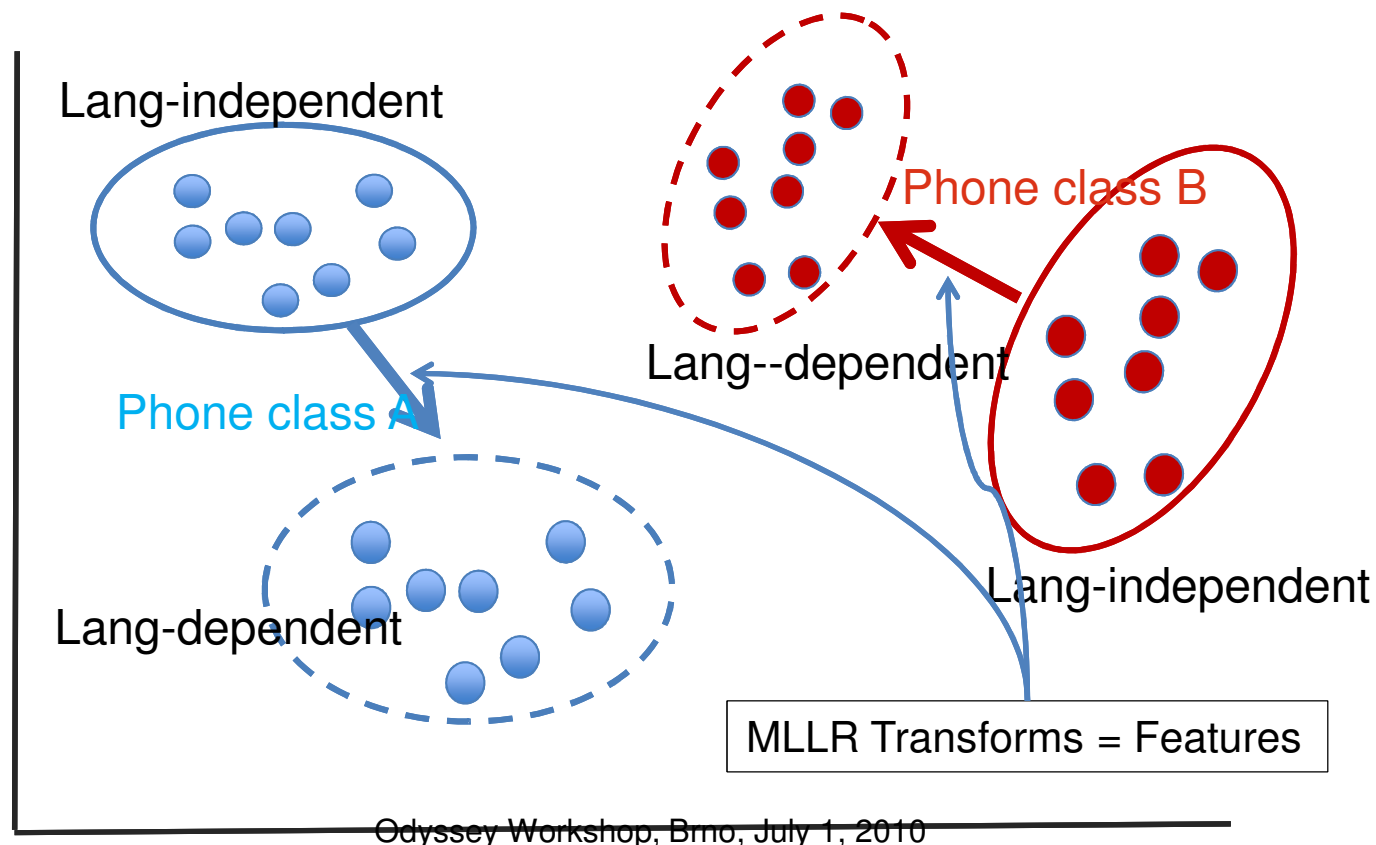 Lang-independent
Phone class B
Lang--dependent
Phone class A
Lang-independent
Lang-dependent
MLLR Transforms = Features
Odyssey Workshop, Brno, July 1, 2010